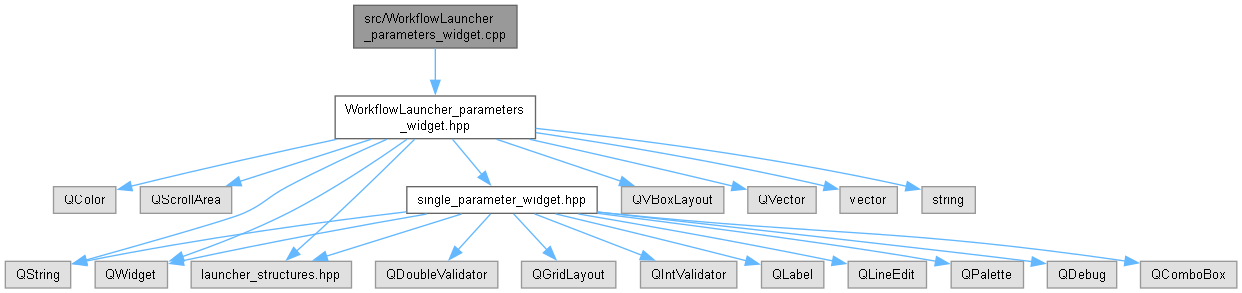 src/WorkflowLauncher
_parameters_widget.cpp
WorkflowLauncher_parameters
_widget.hpp
QColor
QScrollArea
single_parameter_widget.hpp
QVBoxLayout
QVector
vector
string
QString
QWidget
launcher_structures.hpp
QDoubleValidator
QGridLayout
QIntValidator
QLabel
QLineEdit
QPalette
QDebug
QComboBox